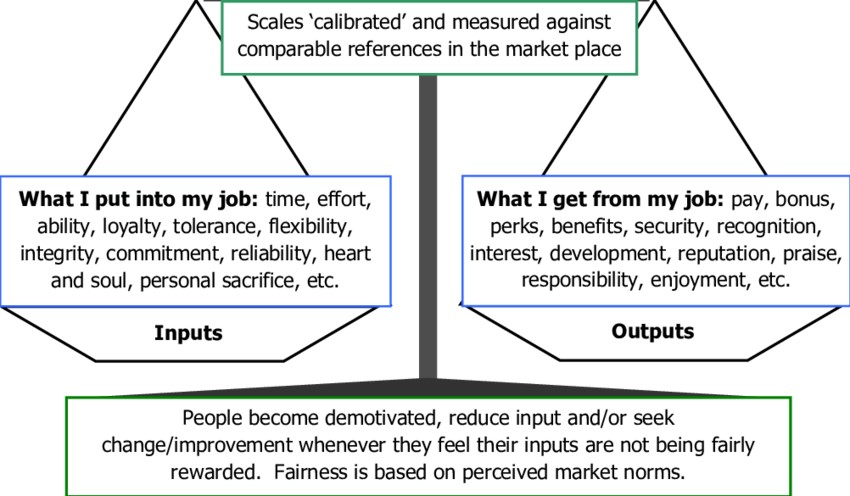 Scales ‘calibrated’ and measured against
comparable references in the market place
What I put into my job: time, effort,
ability, loyalty, tolerance, flexibility,
integrity, commitment, reliability, heart
and soul, personal sacrifice, etc.
Inputs
What I get from my job: pay, bonus,
perks, benefits, security, recognition,
interest, development, reputation, praise,
responsibility, enjoyment, etc.
Outputs
People become demotivated, reduce input and/or seek
change/improvement whenever they feel their inputs are not being fairly
rewarded.  Fairness is based on perceived market norms.